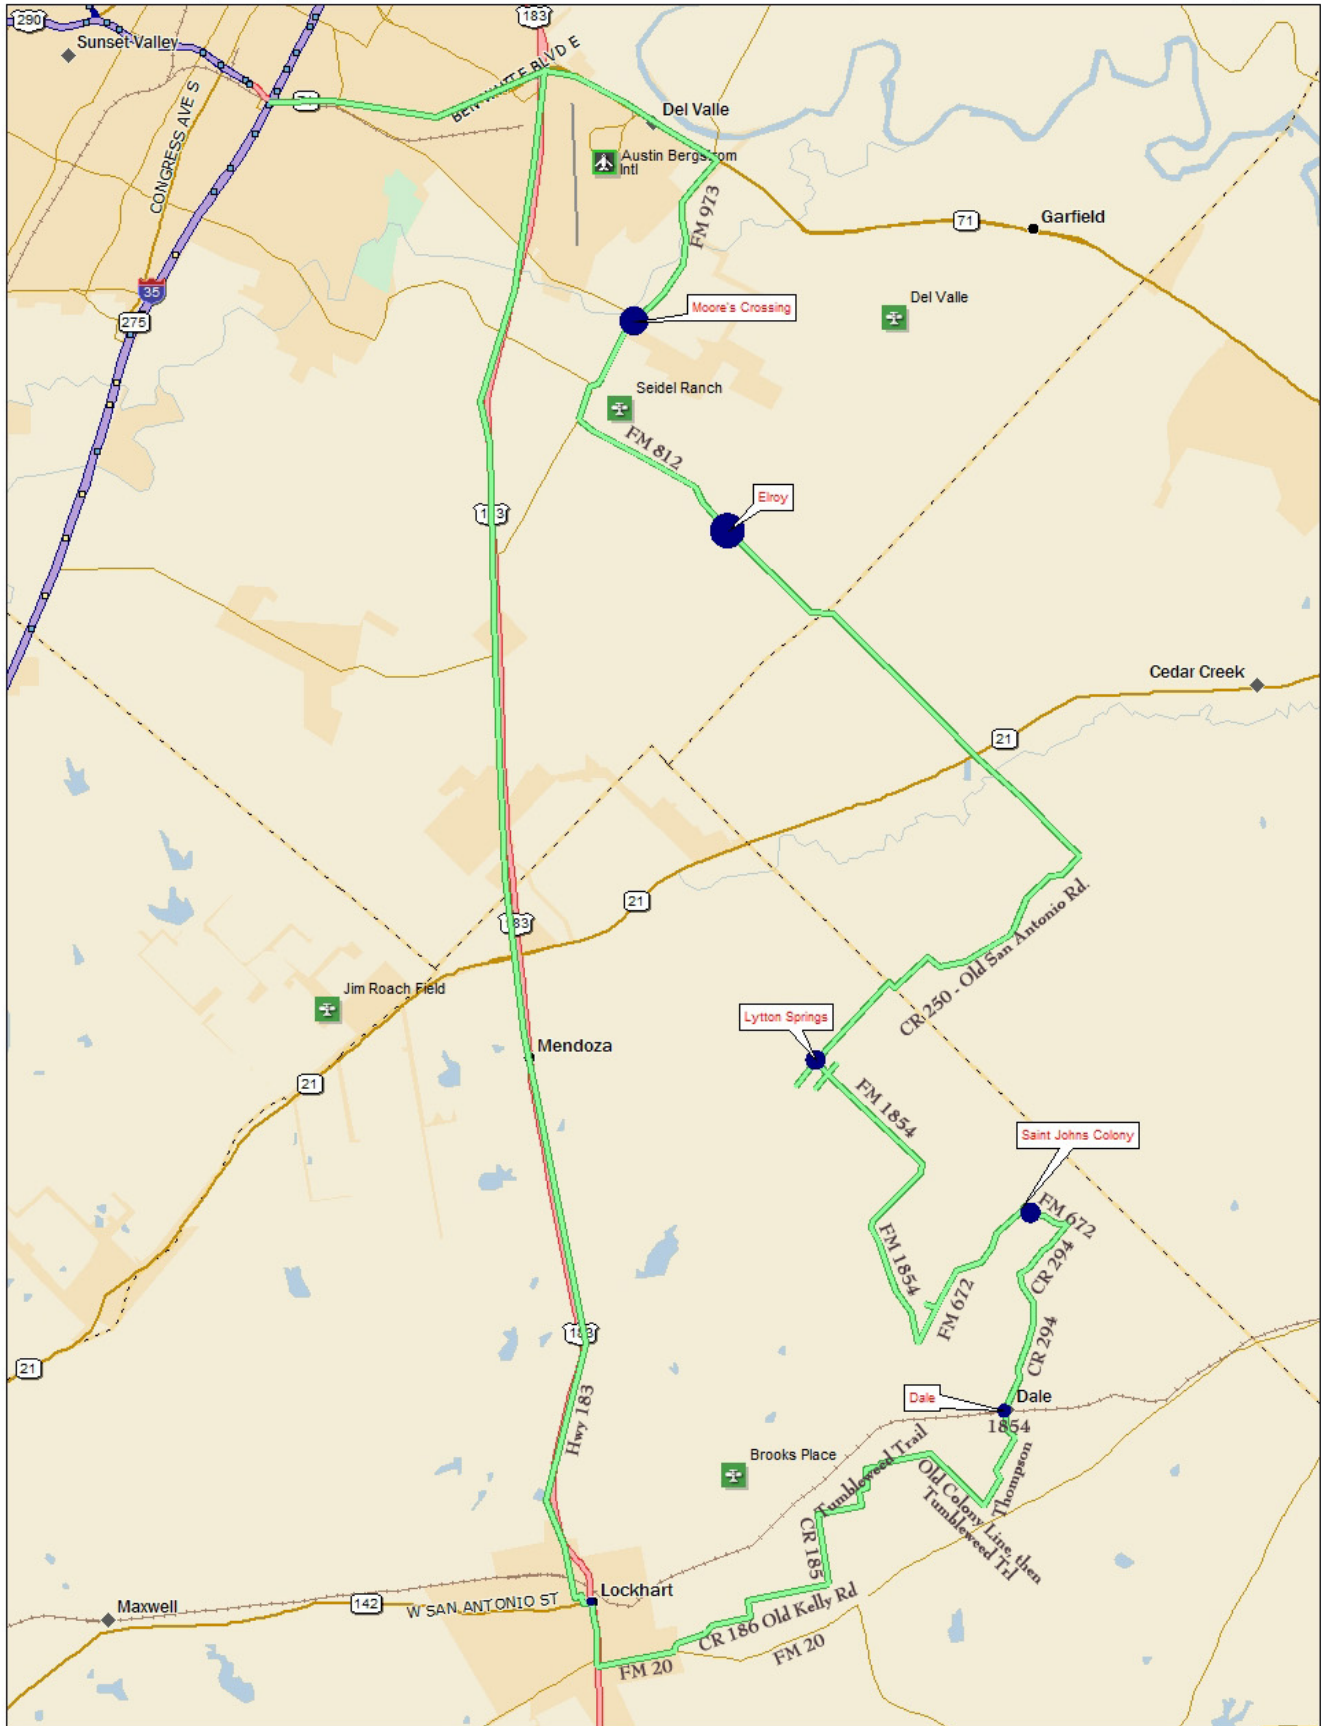 290
183
Sunset Valley
BEN WHITE BLVD E
71
CONGRESS AVE S
Del Valle
Austin Bergstrom
Intl
FM 973
71
Garfield
35
275
Moore's Crossing
Del Valle
Seidel Ranch
FM 812
Elroy
183
Cedar Creek
21
21
183
CR 250 - Old San Antonio Rd.
Jim Roach Field
Lytton Springs
Mendoza
21
FM 1854
Saint Johns Colony
FM 672
FM 1854
CR 294
FM 672
183
CR 294
21
Dale
Dale
1854
Hwy 183
Tumbleweed Trail
Brooks Place
Old Colony Line, then
Tumbleweed Trl
Thompson
CR 185
Lockhart
Maxwell
142
W SAN ANTONIO ST
CR 186 Old Kelly Rd
FM 20
FM 20